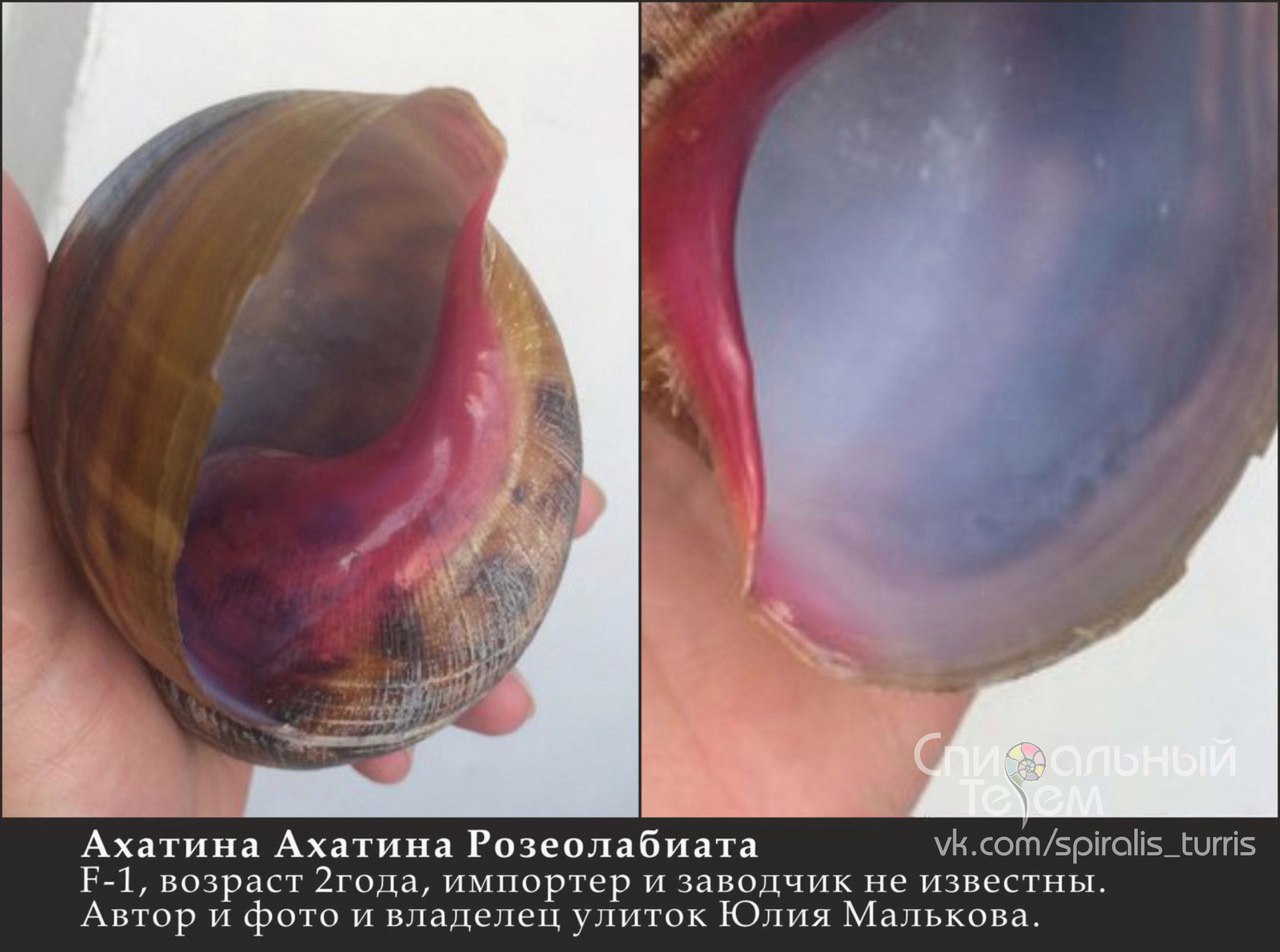 Спиральный
Терем
vk.com/spiralis_turris
Ахатина Ахатина Розеолабиата
F-1, возраст 2года, импортер и заводчик не известны.
Автор и фото и владелец улиток Юлия Малькова.